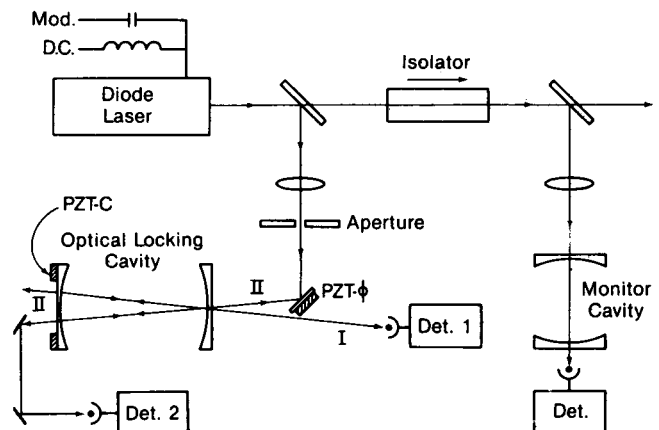 Mod.
D.C.
Diode
Laser
Isolator
Aperture
PZT-C
Optical Locking
Cavity
II
II
PZT-ϕ
I
Det. 1
Monitor
Cavity
Det. 2
Det.